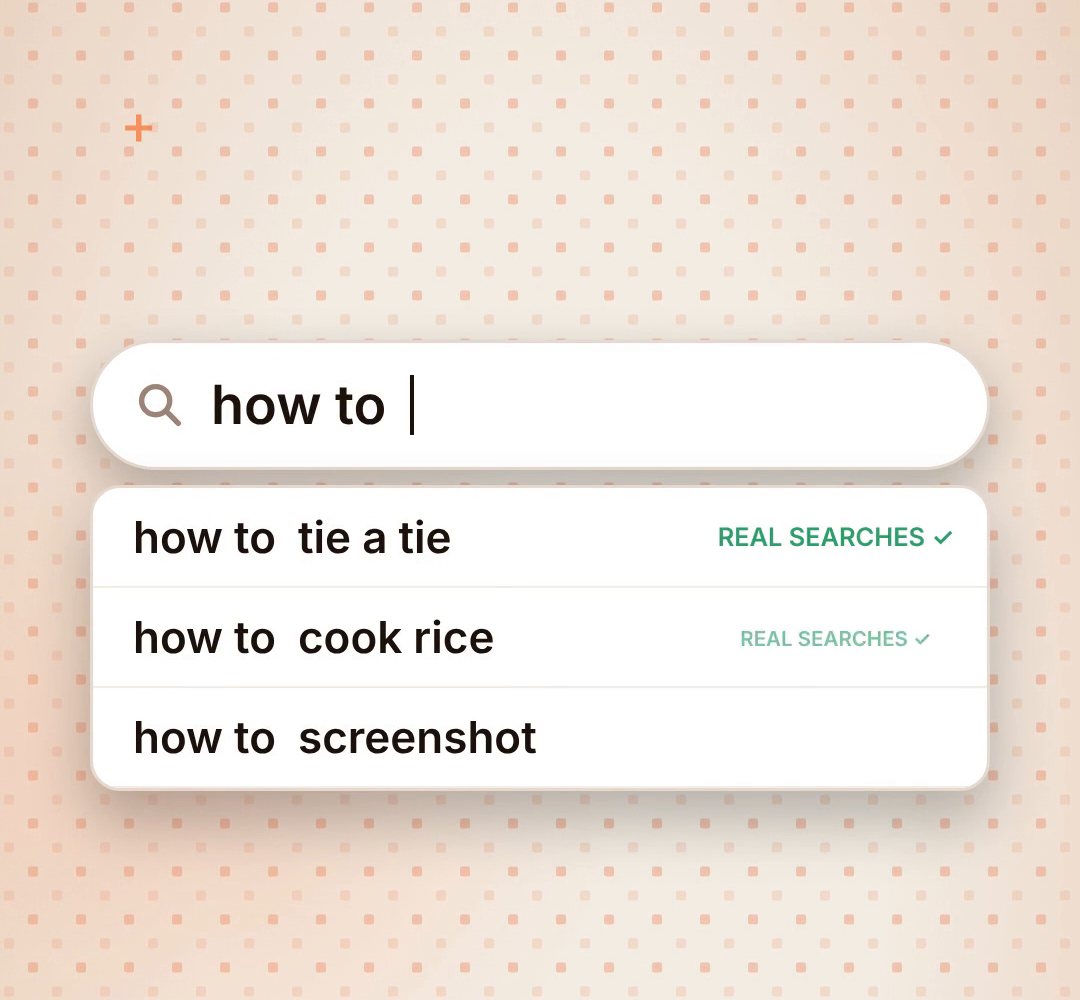 how to
how to tie a tie REAL SEARCHES ✓
how to cook rice REAL SEARCHES ✓
how to screenshot